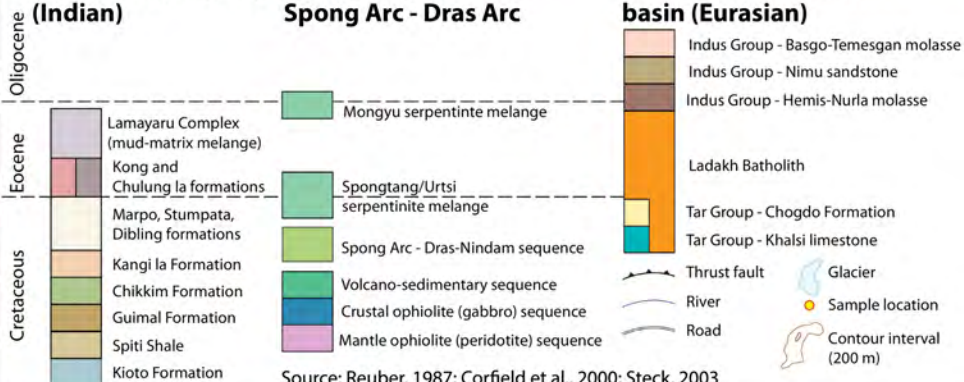 (Indian)
Spong Arc - Dras Arc
basin (Eurasian)
Oligocene
Eocene
Cretaceous
Lamayaru Complex
(mud-matrix melange)
Kong and
Chulung la formations
Marpo, Stumpata,
Dibling formations
Kangi la Formation
Chikkim Formation
Guimal Formation
Spiti Shale
Kioto Formation
Mongyu serpentinte melange
Spongtang/Urtsi
serpentinite melange
Spong Arc - Dras-Nindam sequence
Volcano-sedimentary sequence
Crustal ophiolite (gabbro) sequence
Mantle ophiolite (peridotite) sequence
Indus Group - Basgo-Temesgan molasse
Indus Group - Nimu sandstone
Indus Group - Hemis-Nurla molasse
Ladakh Batholith
Tar Group - Chogdo Formation
Tar Group - Khalsi limestone
Thrust fault
River
Road
Glacier
Sample location
Contour interval
(200 m)
Source: Reuber, 1987; Corfield et al., 2000; Steck, 2003